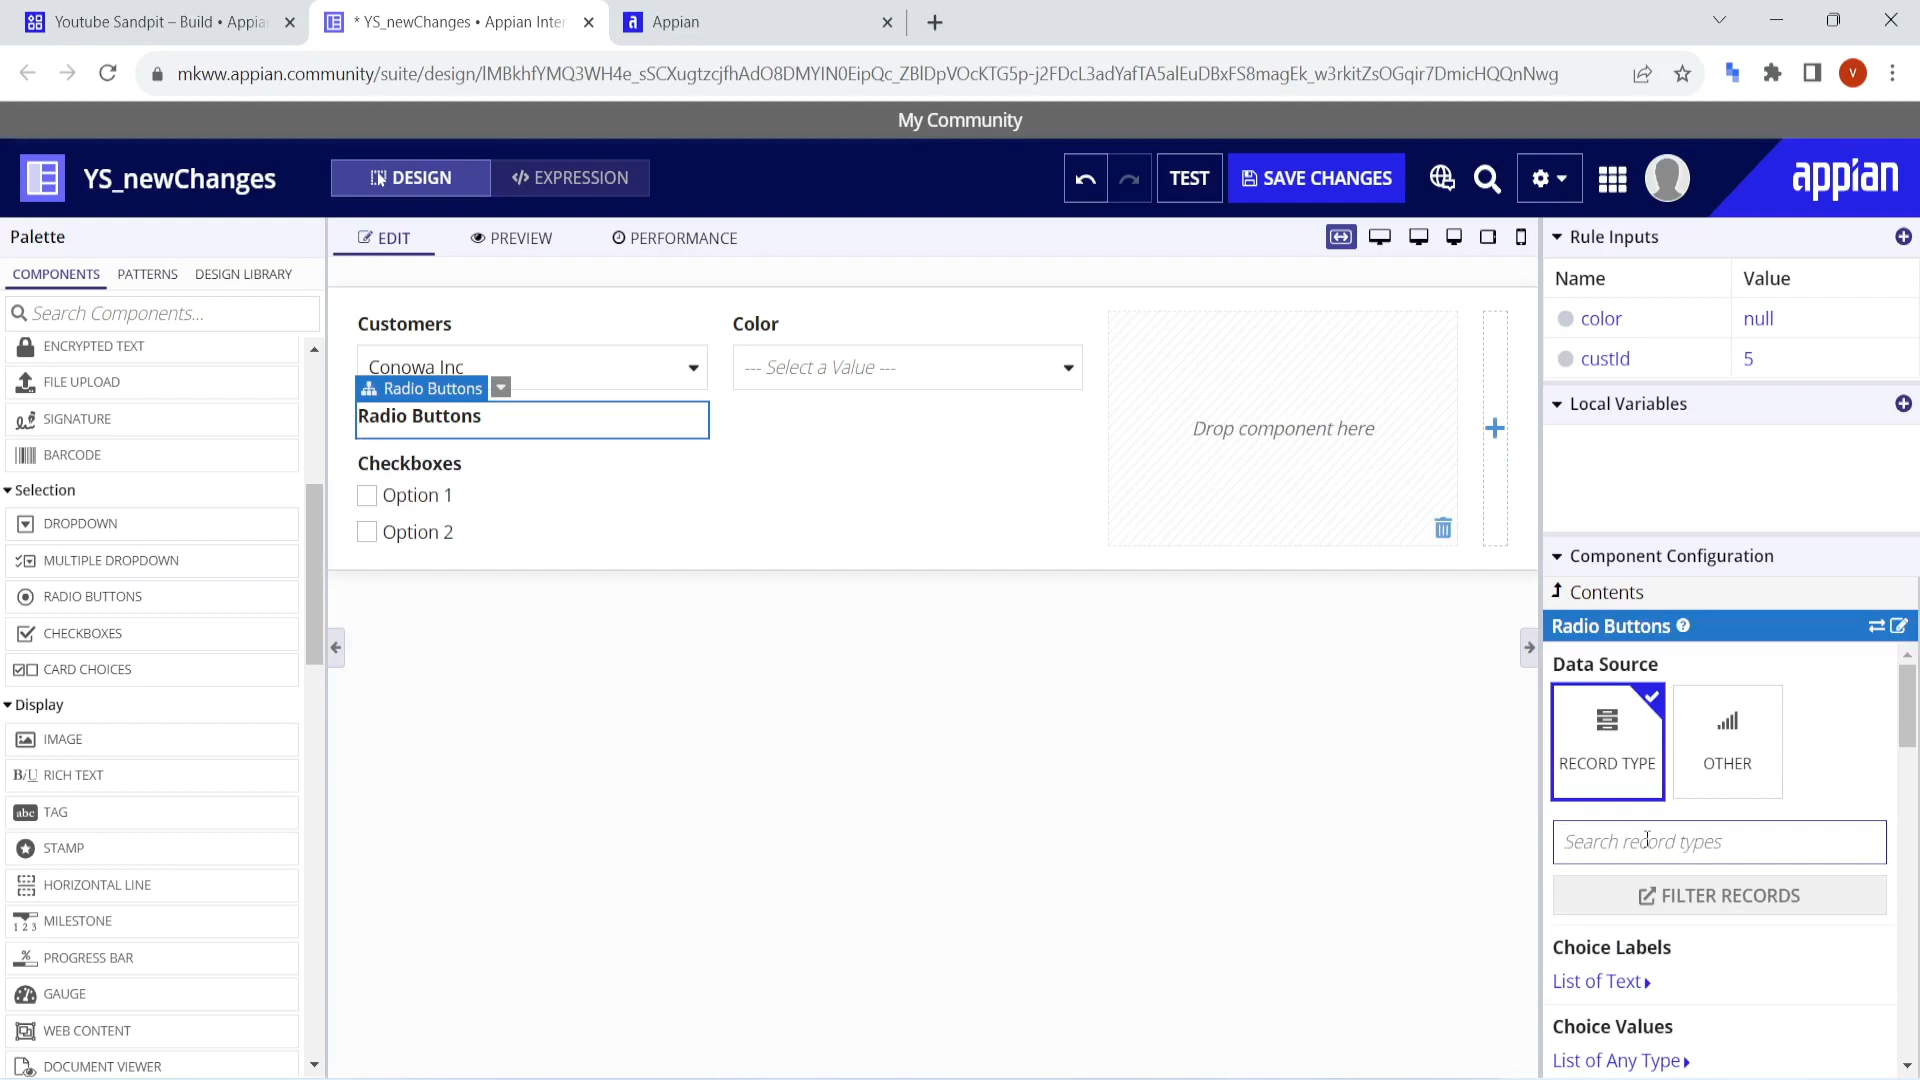 Youtube Sandpit – Build • Appia
* YS_newChanges • Appian Inter
Appian
mkww.appian.community/suite/design/
My Community
YS_newChanges
DESIGN
</> EXPRESSION
TEST
SAVE CHANGES
appian
Palette
EDIT
PREVIEW
PERFORMANCE
Rule Inputs
COMPONENTS
PATTERNS
DESIGN LIBRARY
Name
Value
Search Components...
color
null
custId
5
ENCRYPTED TEXT
FILE UPLOAD
SIGNATURE
BARCODE
Selection
DROPDOWN
MULTIPLE DROPDOWN
RADIO BUTTONS
CHECKBOXES
CARD CHOICES
Display
IMAGE
RICH TEXT
TAG
STAMP
HORIZONTAL LINE
MILESTONE
PROGRESS BAR
GAUGE
WEB CONTENT
DOCUMENT VIEWER
Customers
Color
Conowa Inc
--- Select a Value ---
Radio Buttons
Radio Buttons
Checkboxes
Option 1
Option 2
Drop component here
Local Variables
Component Configuration
Contents
Radio Buttons
Data Source
RECORD TYPE
OTHER
Search record types
FILTER RECORDS
Choice Labels
List of Text
Choice Values
List of Any Type